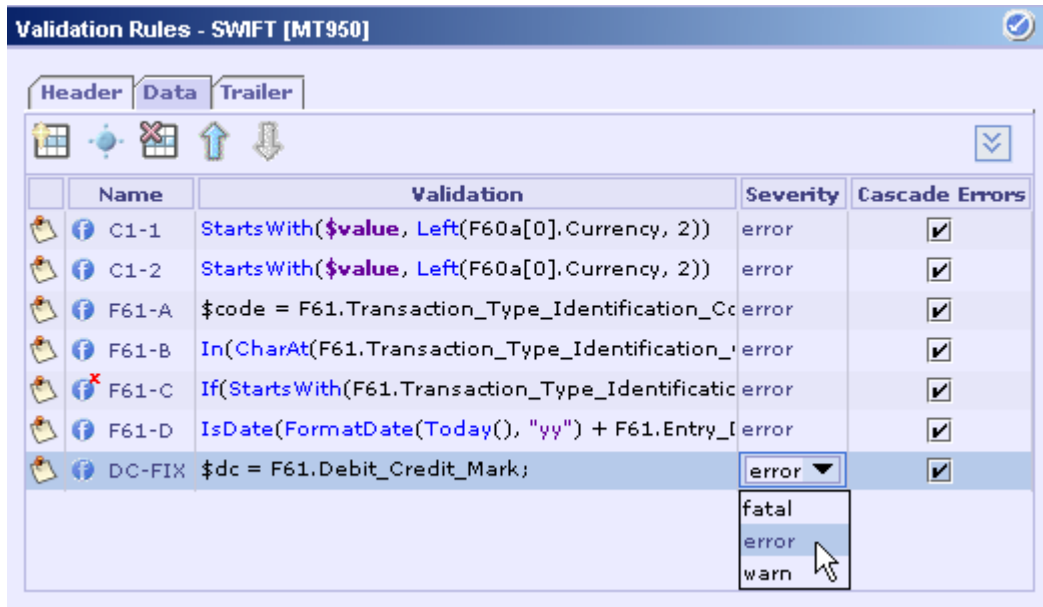 Validation Rules - SWIFT [MT950]
Header Data Trailer
Name Validation Severity Cascade Errors
C1-1 StartsWith($value, Left(F60a[0].Currency, 2)) error
C1-2 StartsWith($value, Left(F60a[0].Currency, 2)) error
F61-A $code = F61.Transaction_Type_Identification_Co error
F61-B In(CharAt(F61.Transaction_Type_Identification_ error
F61-C If(StartsWith(F61.Transaction_Type_Identificatic error
F61-D IsDate(FormatDate(Today(), "yy") + F61.Entry_D error
DC-FIX $dc = F61.Debit_Credit_Mark; error
fatal
error
warn